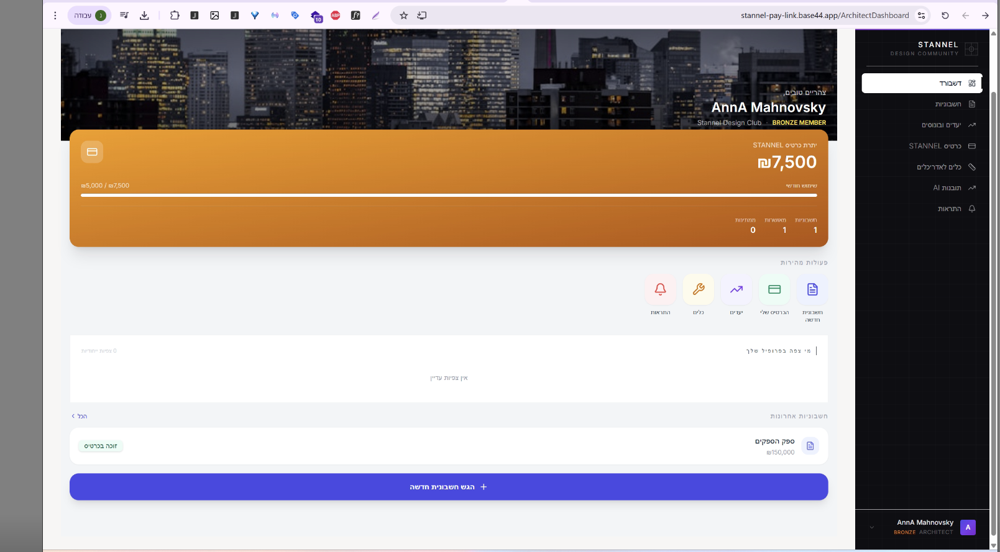 עבודה
נ
10
ABP
f?
stannel-pay-link.base44.app/ArchitectDashboard
STANNEL
DESIGN COMMUNITY
דשבורד
חשבוניות
יעדים ובונוסים
כרטיס STANNEL
כלים לאדריכלים
תובנות AI
התראות
צהריים טובים,
AnnA Mahnovsky
Stannel Design Club · BRONZE MEMBER
יתרת כרטיס STANNEL
₪7,500
שימוש חודשי
₪7,500 / ₪5,000
חשבוניות מאושרות ממתינות
1 1 0
פעולות מהירות
חשבונית חדשה
הכרטיס שלי
יעדים
כלים
התראות
מי צפה בפרופיל שלך
0 צפיות ייחודיות
אין צפיות עדיין
חשבוניות אחרונות
הכל
ספק הספקים
₪150,000
זוכה בכרטיס
הגש חשבונית חדשה
A
AnnA Mahnovsky
BRONZE ARCHITECT